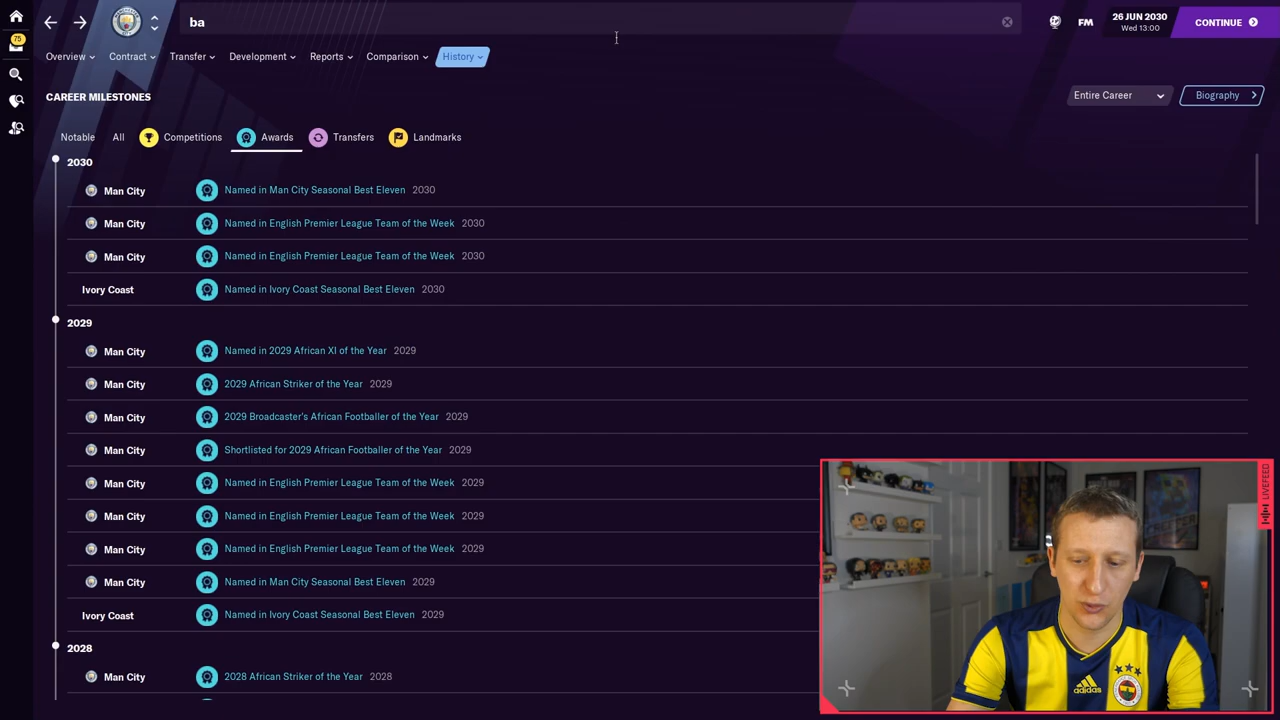 ba
FM
26 JUN 2030
Wed 13:00
CONTINUE
75
Overview
Contract
Transfer
Development
Reports
Comparison
History
CAREER MILESTONES
Entire Career
Biography
Notable
All
Competitions
Awards
Transfers
Landmarks
2030
Man City Named in Man City Seasonal Best Eleven 2030
Man City Named in English Premier League Team of the Week 2030
Man City Named in English Premier League Team of the Week 2030
Ivory Coast Named in Ivory Coast Seasonal Best Eleven 2030
2029
Man City Named in 2029 African XI of the Year 2029
Man City 2029 African Striker of the Year 2029
Man City 2029 Broadcaster's African Footballer of the Year 2029
Man City Shortlisted for 2029 African Footballer of the Year 2029
Man City Named in English Premier League Team of the Week 2029
Man City Named in English Premier League Team of the Week 2029
Man City Named in English Premier League Team of the Week 2029
Man City Named in Man City Seasonal Best Eleven 2029
Ivory Coast Named in Ivory Coast Seasonal Best Eleven 2029
2028
Man City 2028 African Striker of the Year 2028
LIVEFEED
adidas